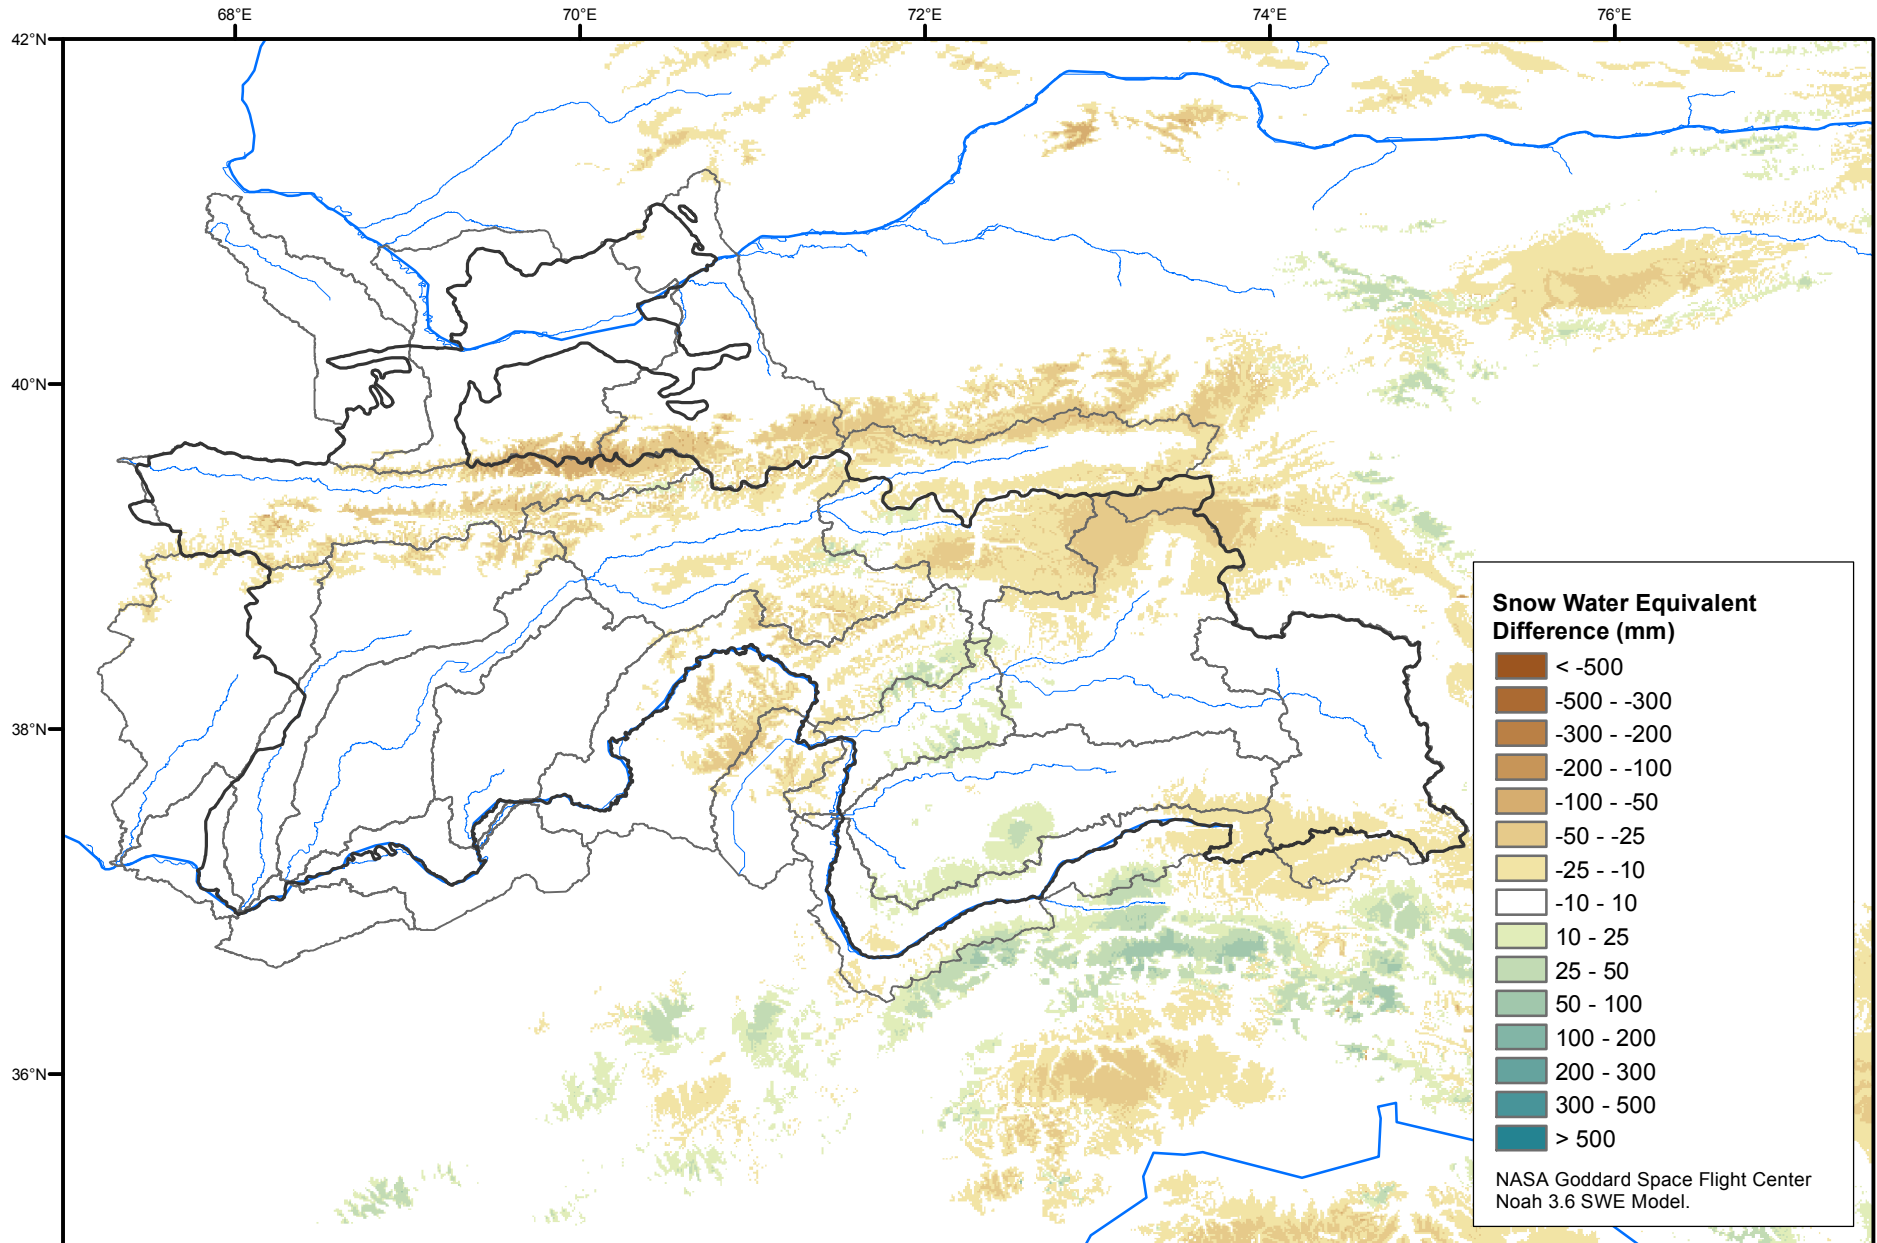 68°E 70°E 72°E 74°E 76°E
42°N
40°N
38°N
36°N
Snow Water Equivalent
Difference (mm)
< -500
-500 - -300
-300 - -200
-200 - -100
-100 - -50
-50 - -25
-25 - -10
-10 - 10
10 - 25
25 - 50
50 - 100
100 - 200
200 - 300
300 - 500
> 500
NASA Goddard Space Flight Center
Noah 3.6 SWE Model.